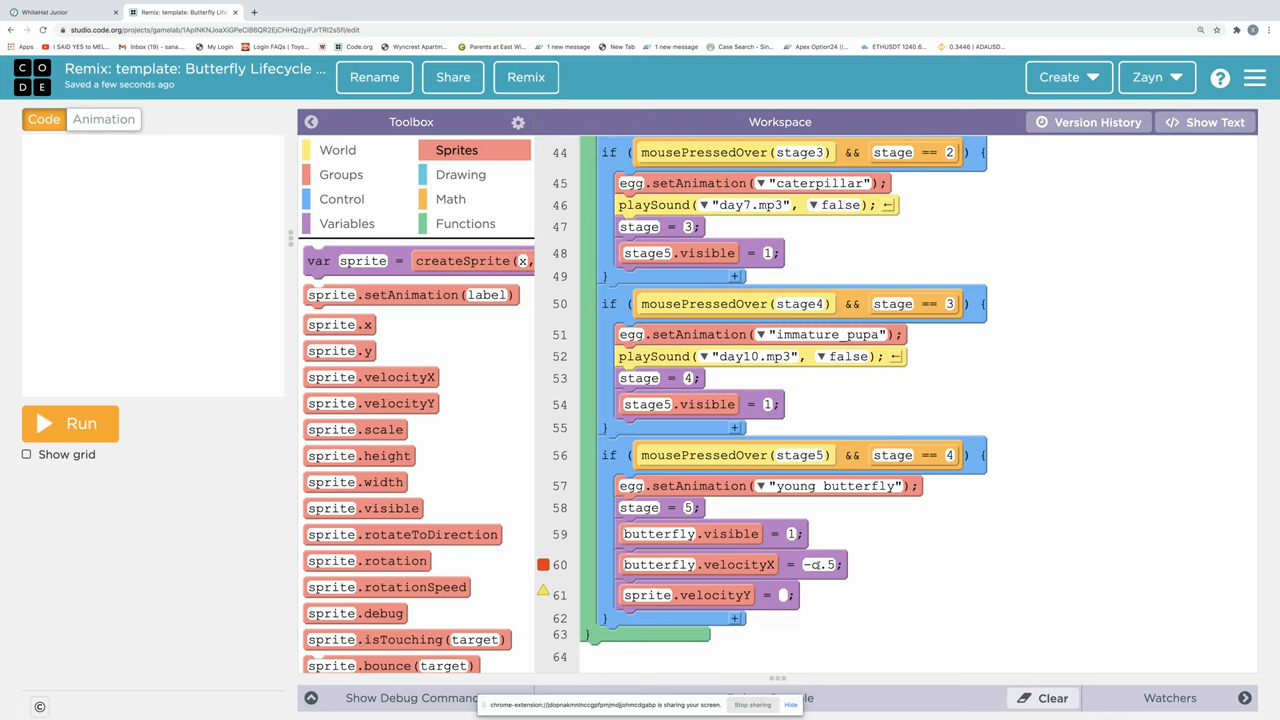 WhiteHat Junior
Remix: template: Butterfly Life
studio.code.org/projects/gamelab/
/edit
Apps
I SAID YES to MEL...
Inbox (19) - sana....
My Login
Login FAQs | Toyo...
Code.org
Wyncrest Apartm...
Parents at East Wi...
1 new message
New Tab
1 new message
Case Search - Sin...
Apex Option24 ||...
ETHUSDT 1240.6...
0.3446 | ADAUSD...
CODE
Remix: template: Butterfly Lifecycle ...
Saved a few seconds ago
Rename
Share
Remix
Create
Zayn
?
Code
Animation
Toolbox
Workspace
Version History
</> Show Text
World
Sprites
Groups
Drawing
Control
Math
Variables
Functions
var sprite = createSprite(x,
sprite.setAnimation(label)
sprite.x
sprite.y
sprite.velocityX
sprite.velocityY
sprite.scale
sprite.height
sprite.width
sprite.visible
sprite.rotateToDirection
sprite.rotation
sprite.rotationSpeed
sprite.debug
sprite.isTouching(target)
sprite.bounce(target)
44 if ( mousePressedOver(stage3) && stage == 2 ) {
45 egg.setAnimation( "caterpillar");
46 playSound( "day7.mp3", false);
47 stage = 3;
48 stage5.visible = 1;
49 }
50 if ( mousePressedOver(stage4) && stage == 3 ) {
51 egg.setAnimation( "immature_pupa");
52 playSound( "day10.mp3", false);
53 stage = 4;
54 stage5.visible = 1;
55 }
56 if ( mousePressedOver(stage5) && stage == 4 ) {
57 egg.setAnimation( "young butterfly");
58 stage = 5;
59 butterfly.visible = 1;
60 butterfly.velocityX = -0.5;
61 sprite.velocityY = ;
62 }
63 }
64
Run
Show grid
Show Debug Comman
Clear
Watchers
is sharing your screen.
Stop sharing
Hide